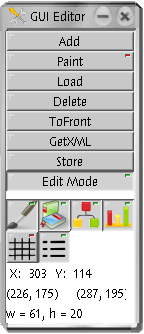 GUI Editor
Add
Paint
Load
Delete
ToFront
GetXML
Store
Edit Mode
X: 303 Y: 114
(226, 175) (287, 195)
w = 61, h = 20